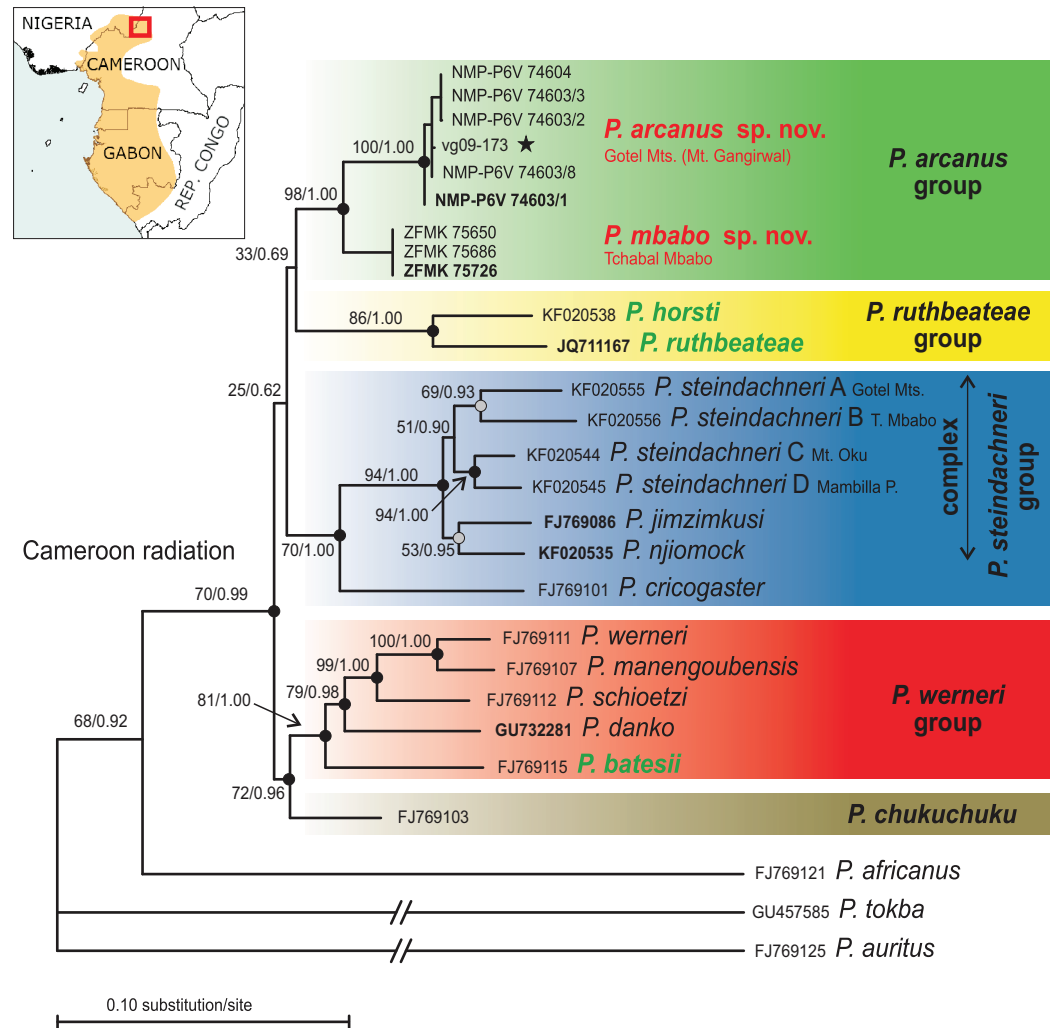 NIGERIA
CAMEROON
GABON
REP. CONGO
NMP-P6V 74604
NMP-P6V 74603/3
NMP-P6V 74603/2
vg09-173 ★
NMP-P6V 74603/8
NMP-P6V 74603/1
100/1.00
P. arcanus sp. nov.
Gotel Mts. (Mt. Gangirwal)
P. arcanus
group
98/1.00
ZFMK 75650
ZFMK 75686
ZFMK 75726
P. mbabo sp. nov.
Tchabal Mbabo
33/0.69
86/1.00
KF020538 P. horsti
JQ711167 P. ruthbeateae
P. ruthbeateae
group
25/0.62
69/0.93
KF020555 P. steindachneri A Gotel Mts.
KF020556 P. steindachneri B T. Mbabo
51/0.90
KF020544 P. steindachneri C Mt. Oku
94/1.00
KF020545 P. steindachneri D Mambilla P.
94/1.00
FJ769086 P. jimzimkusi
53/0.95
KF020535 P. njiomock
70/1.00
FJ769101 P. cricogaster
complex
P. steindachneri
group
Cameroon radiation
70/0.99
100/1.00
FJ769111 P. werneri
FJ769107 P. manengoubensis
99/1.00
FJ769112 P. schioetzi
79/0.98
GU732281 P. danko
81/1.00
FJ769115 P. batesii
P. werneri
group
72/0.96
FJ769103
P. chukuchuku
68/0.92
FJ769121 P. africanus
GU457585 P. tokba
FJ769125 P. auritus
0.10 substitution/site